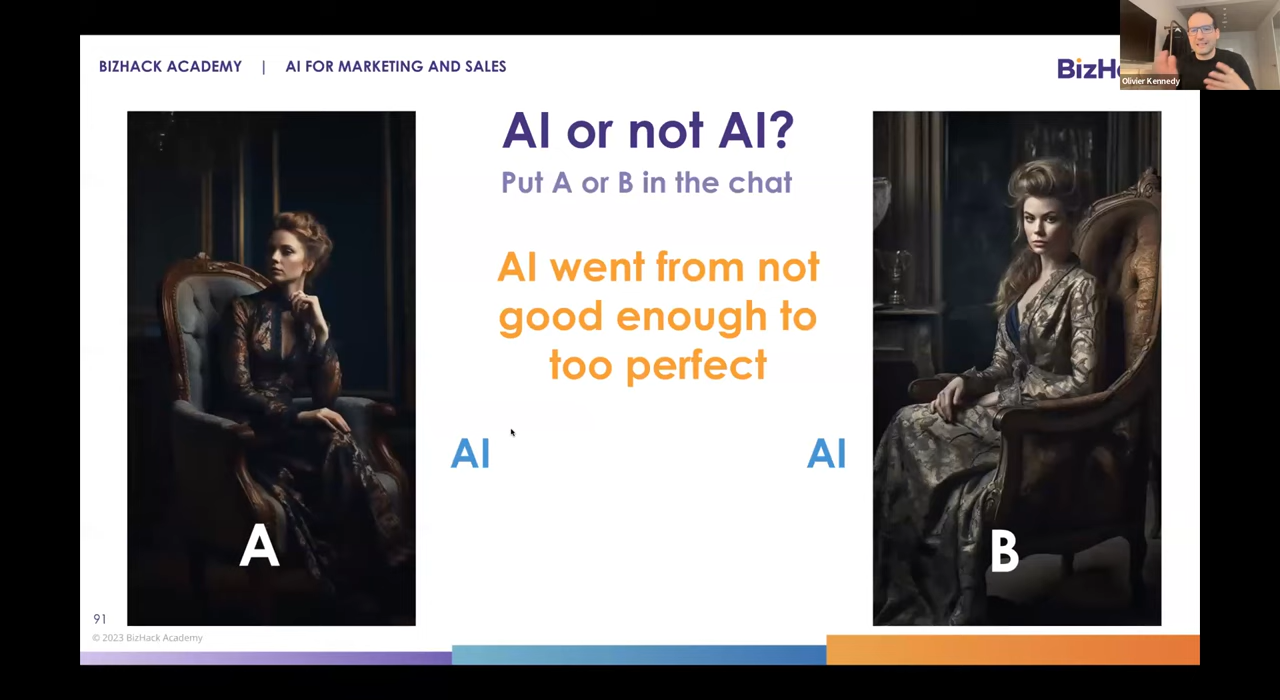 BIZHACK ACADEMY | AI FOR MARKETING AND SALES
BizH
Olivier Kennedy
AI or not AI?
Put A or B in the chat
AI went from not
good enough to
too perfect
AI
AI
A
B
91
© 2023 BizHack Academy